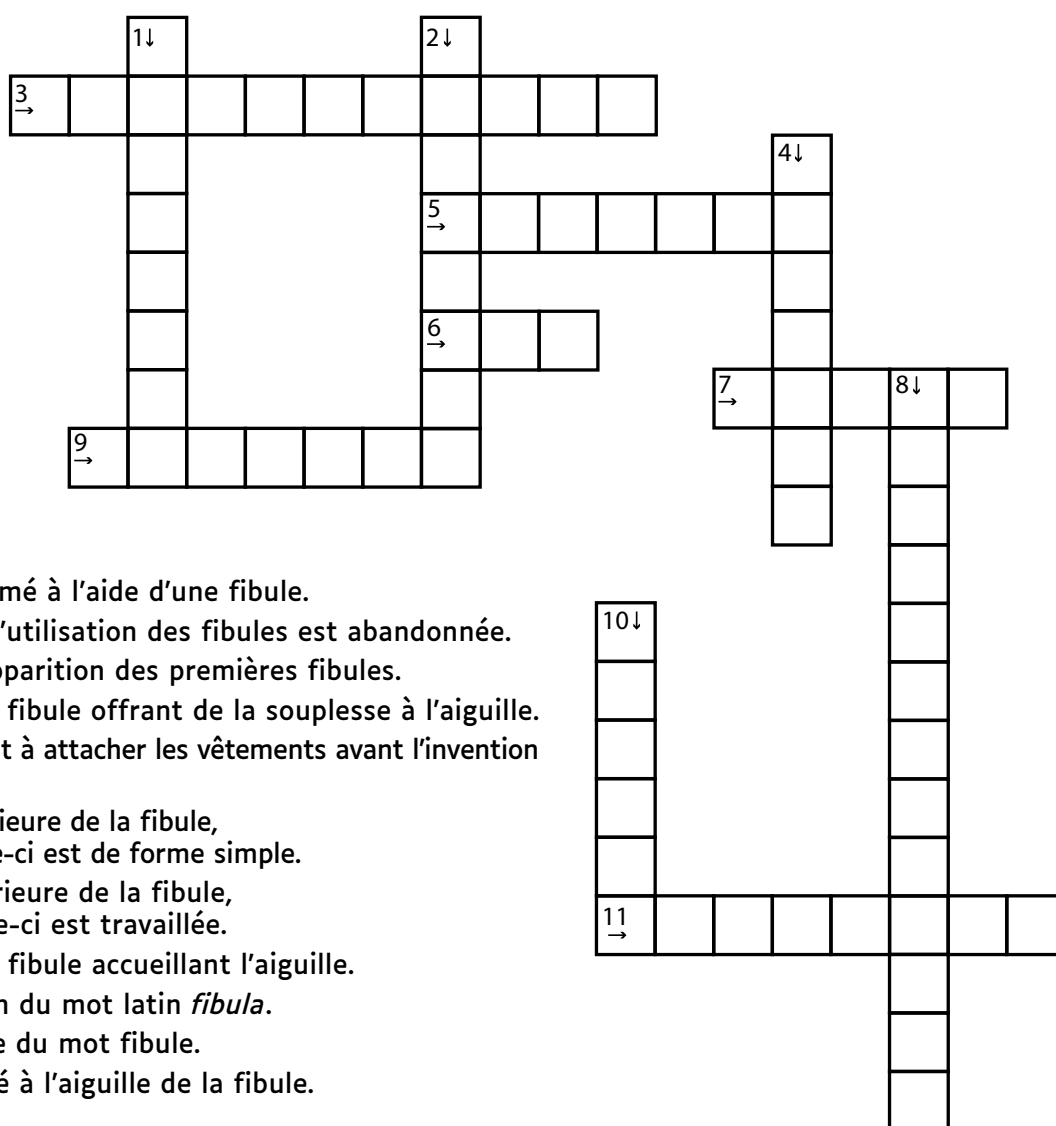 1↓ 2↓
3 →
4↓
5 →
6 →
7 → 8↓
9 →
mé à l'aide d'une fibule.
l'utilisation des fibules est abandonnée.
pparition des premières fibules.
fibule offrant de la souplesse à l'aiguille.
t à attacher les vêtements avant l'invention
ieure de la fibule,
e-ci est de forme simple.
rieure de la fibule,
e-ci est travaillée.
fibule accueillant l'aiguille.
n du mot latin fibula.
e du mot fibule.
é à l'aiguille de la fibule.
10↓
11 →